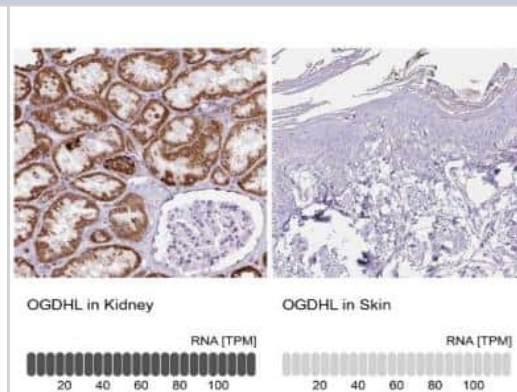 OGDHL in Kidney
OGDHL in Skin
RNA [TPM]
RNA [TPM]
20 40 60 80 100
20 40 60 80 100